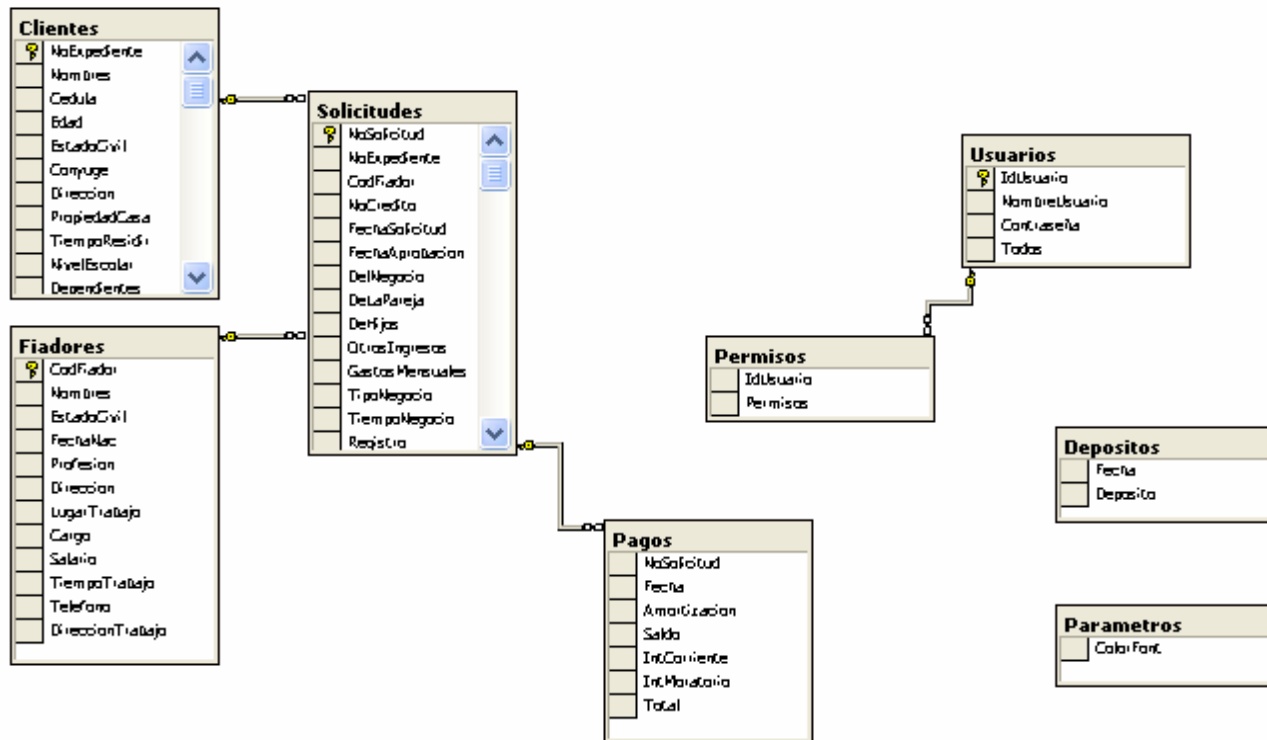 Clientes
NoExpediente
Nombres
Cedula
Edad
EstadoCivil
Conyuge
Direccion
PropiedadCasa
TiempoResidir
NivelEscolar
Dependientes
Fiadores
CodFiador
Nombres
EstadoCivil
FechaNac
Profesion
Direccion
LugarTrabajo
Cargo
Salario
TiempoTrabajo
Telefono
DireccionTrabajo
Solicitudes
NoSolicitud
NoExpediente
CodFiador
NoCredito
FechaSolicitud
FechaAprobacion
DelNegocio
DeLaPareja
DeHijos
OtrosIngresos
GastosMensuales
TipoNegocio
TiempoNegocio
Registro
Pagos
NoSolicitud
Fecha
Amortizacion
Saldo
IntCorriente
IntMoratorio
Total
Usuarios
IdUsuario
NombreUsuario
Contraseña
Todos
Permisos
IdUsuario
Permisos
Depositos
Fecha
Deposito
Parametros
ColorFont